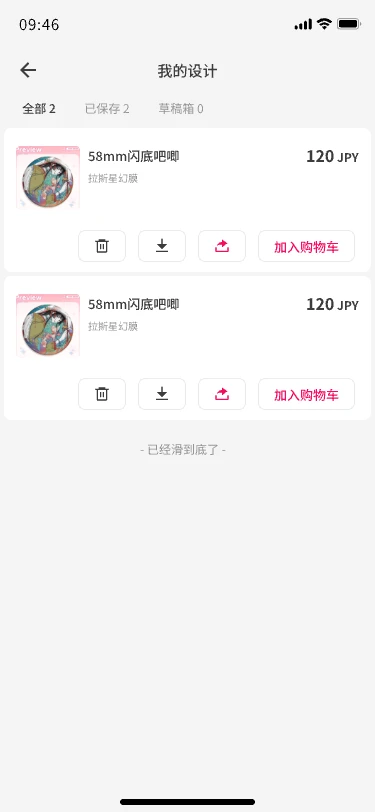 09:46
我的设计
全部 2
已保存 2
草稿箱 0
58mm闪底吧唧
120 JPY
拉斯星幻膜
加入购物车
58mm闪底吧唧
120 JPY
拉斯星幻膜
加入购物车
- 已经滑到底了 -